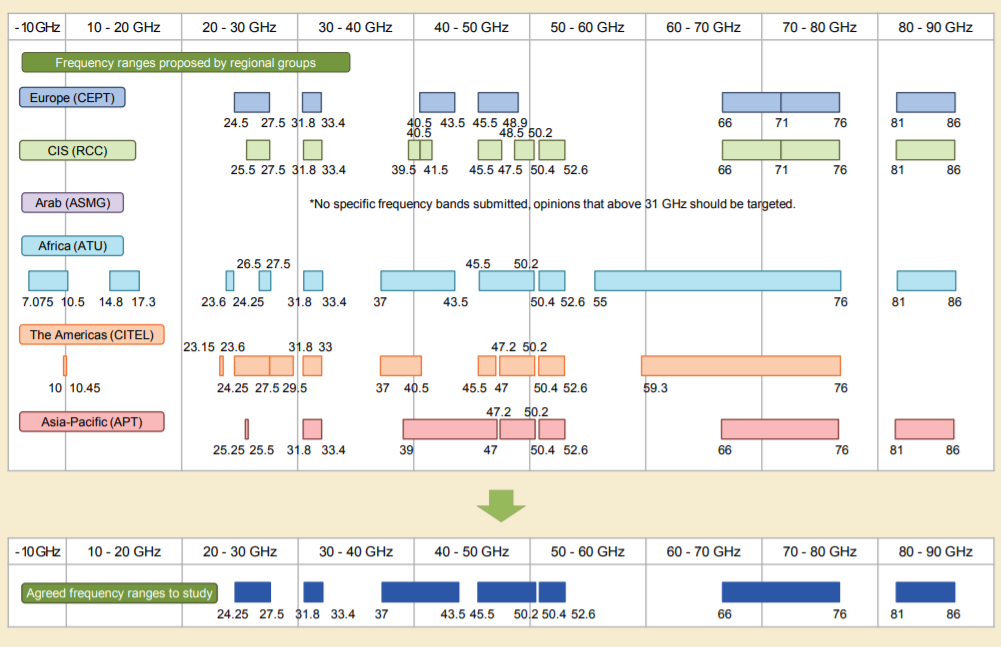 -10GHz 10 - 20 GHz 20 - 30 GHz 30 - 40 GHz 40 - 50 GHz 50 - 60 GHz 60 - 70 GHz 70 - 80 GHz 80 - 90 GHz
Frequency ranges proposed by regional groups
Europe (CEPT)
24.5 27.5 31.8 33.4 40.5 43.5 45.5 48.9 66 71 76 81 86
40.5 48.5 50.2
CIS (RCC)
25.5 27.5 31.8 33.4 39.5 41.5 45.5 47.5 50.4 52.6 66 71 76 81 86
Arab (ASMG)
*No specific frequency bands submitted, opinions that above 31 GHz should be targeted.
Africa (ATU)
26.5 27.5 45.5 50.2
7.075 10.5 14.8 17.3 23.6 24.25 31.8 33.4 37 43.5 50.4 52.6 55 76 81 86
The Americas (CITEL)
23.15 23.6 31.8 33 47.2 50.2
10 10.45 24.25 27.5 29.5 37 40.5 45.5 47 50.4 52.6 59.3 76
Asia-Pacific (APT)
47.2 50.2
25.25 25.5 31.8 33.4 39 47 50.4 52.6 66 76 81 86
-10GHz 10 - 20 GHz 20 - 30 GHz 30 - 40 GHz 40 - 50 GHz 50 - 60 GHz 60 - 70 GHz 70 - 80 GHz 80 - 90 GHz
Agreed frequency ranges to study
24.25 27.5 31.8 33.4 37 43.5 45.5 50.2 50.4 52.6 66 76 81 86